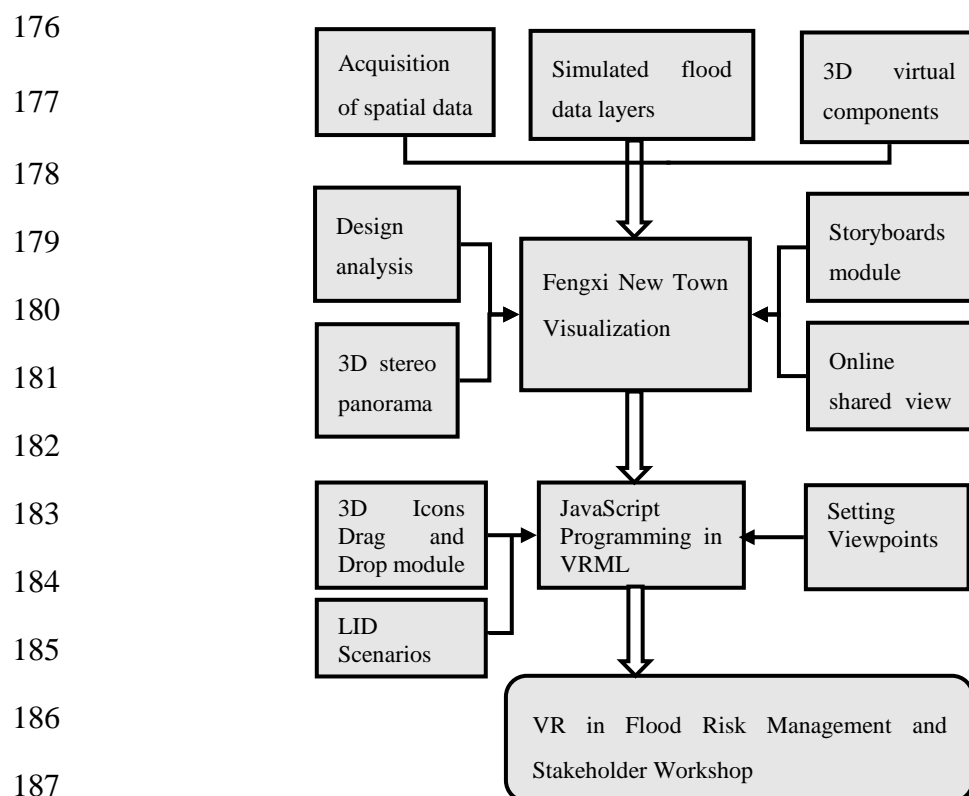 176
Acquisition
of spatial data
Simulated flood
data layers
3D virtual
components
177
178
Design
analysis
Storyboards
module
179
Fengxi New Town
Visualization
180
3D stereo
panorama
Online
shared view
181
182
3D Icons
Drag and
Drop module
JavaScript
Programming in
VRML
Setting
Viewpoints
183
184
LID
Scenarios
185
186
VR in Flood Risk Management and
Stakeholder Workshop
187